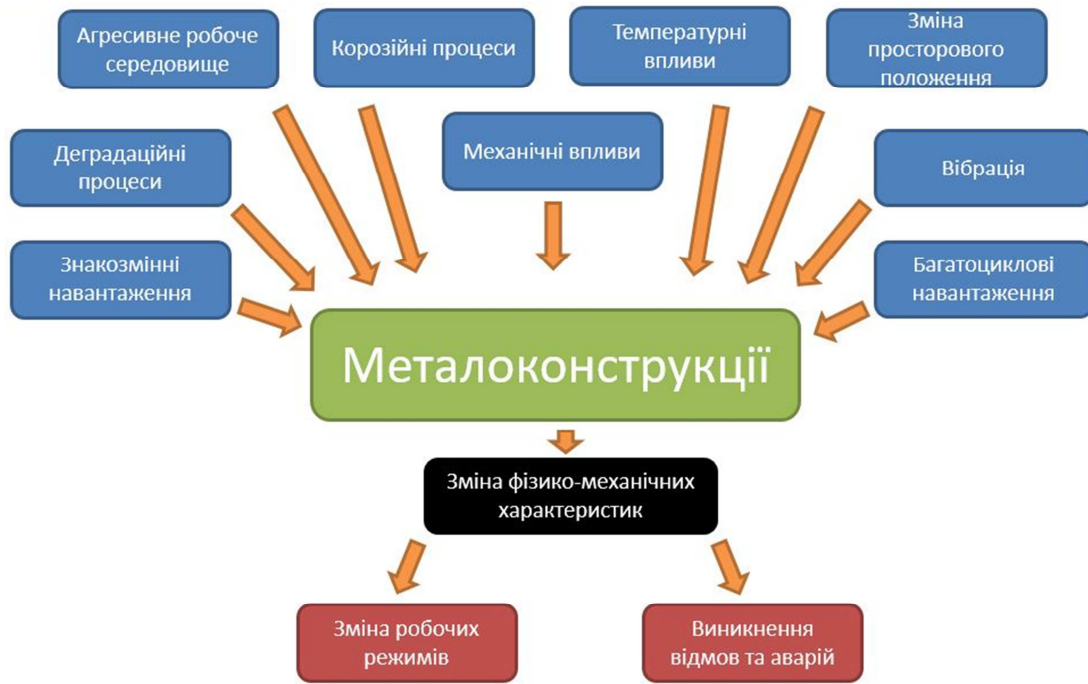 Агресивне робоче
середовище
Корозійні процеси
Температурні
впливи
Зміна
просторового
положення
Деградаційні
процеси
Механічні впливи
Вібрація
Знакозмінні
навантаження
Багатоциклові
навантаження
Металоконструкції
Зміна фізико-механічних
характеристик
Зміна робочих
режимів
Виникнення
відмов та аварій